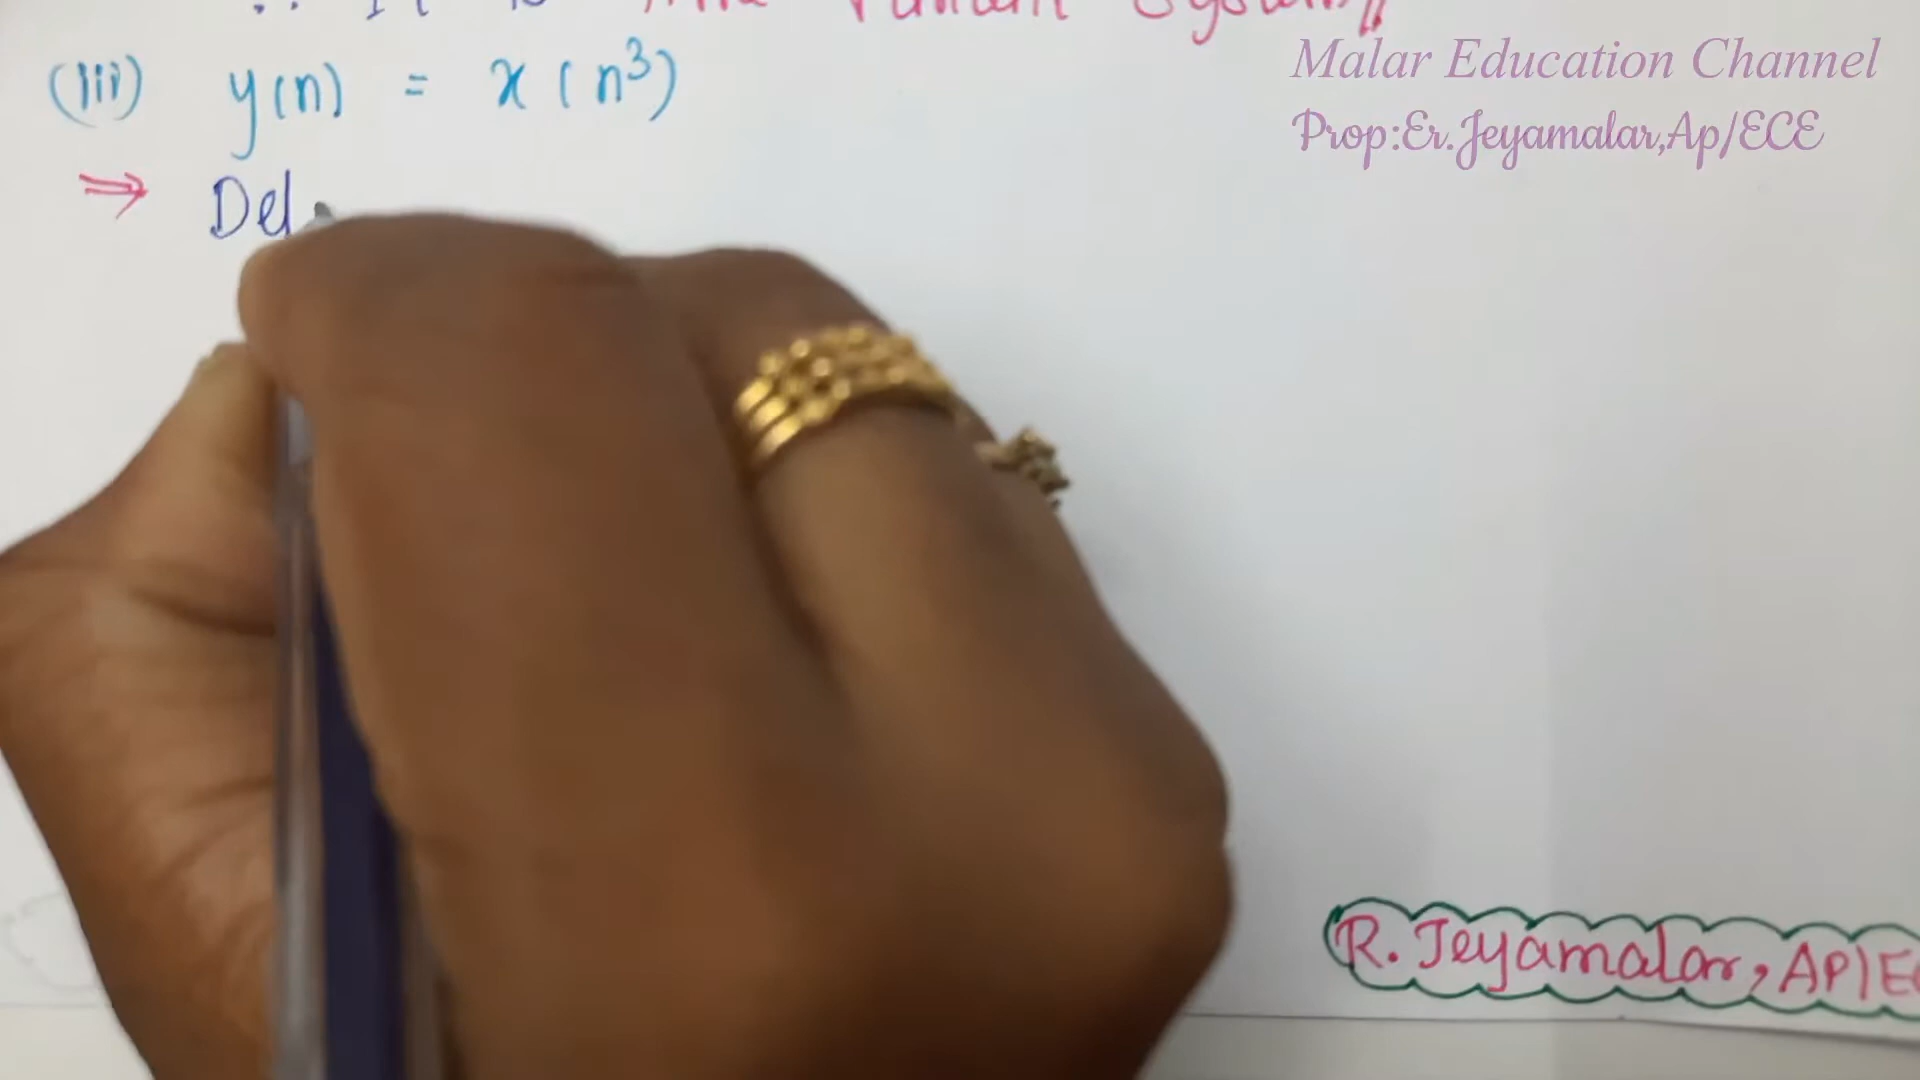 (iii) y(n) = x(n³)
⇒ Del
Malar Education Channel
Prop:Er.Jeyamalar,Ap/ECE
R. Jeyamalar, AP/E